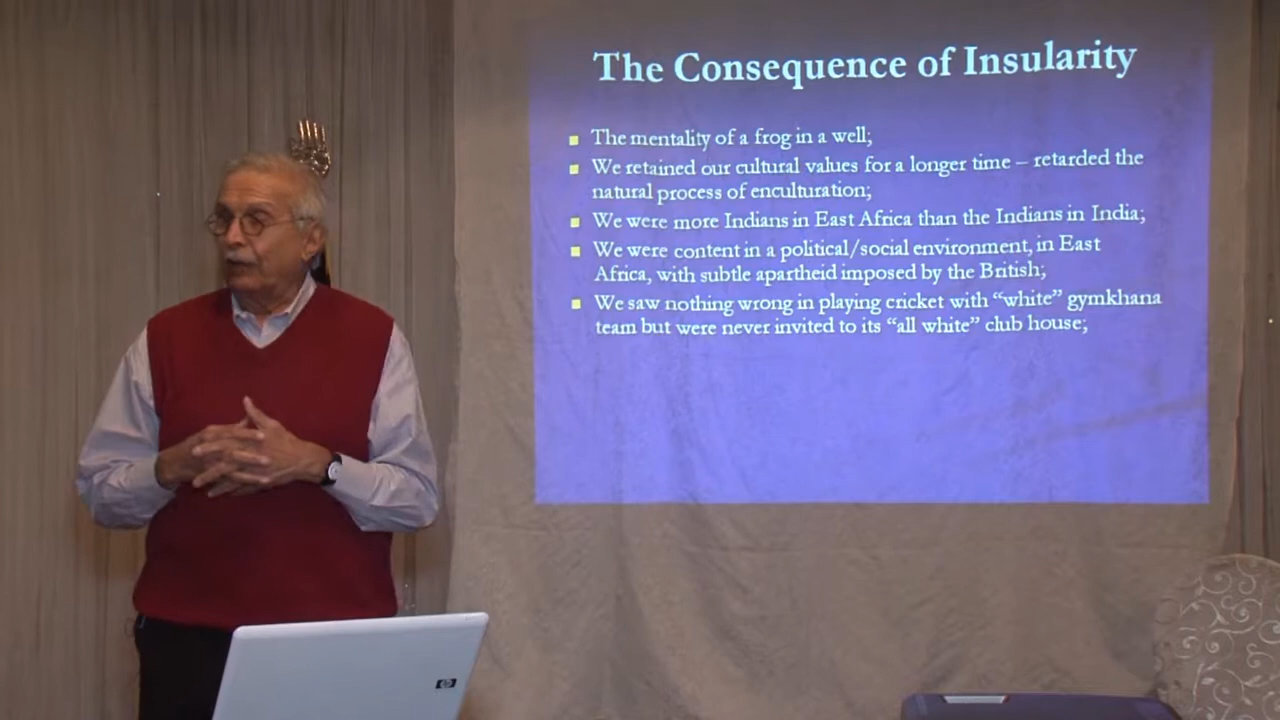 The Consequence of Insularity
The mentality of a frog in a well;
We retained our cultural values for a longer time – retarded the
natural process of enculturation;
We were more Indians in East Africa than the Indians in India;
We were content in a political/social environment, in East
Africa, with subtle apartheid imposed by the British;
We saw nothing wrong in playing cricket with “white” gymkhana
team but were never invited to its “all white” club house;
hp